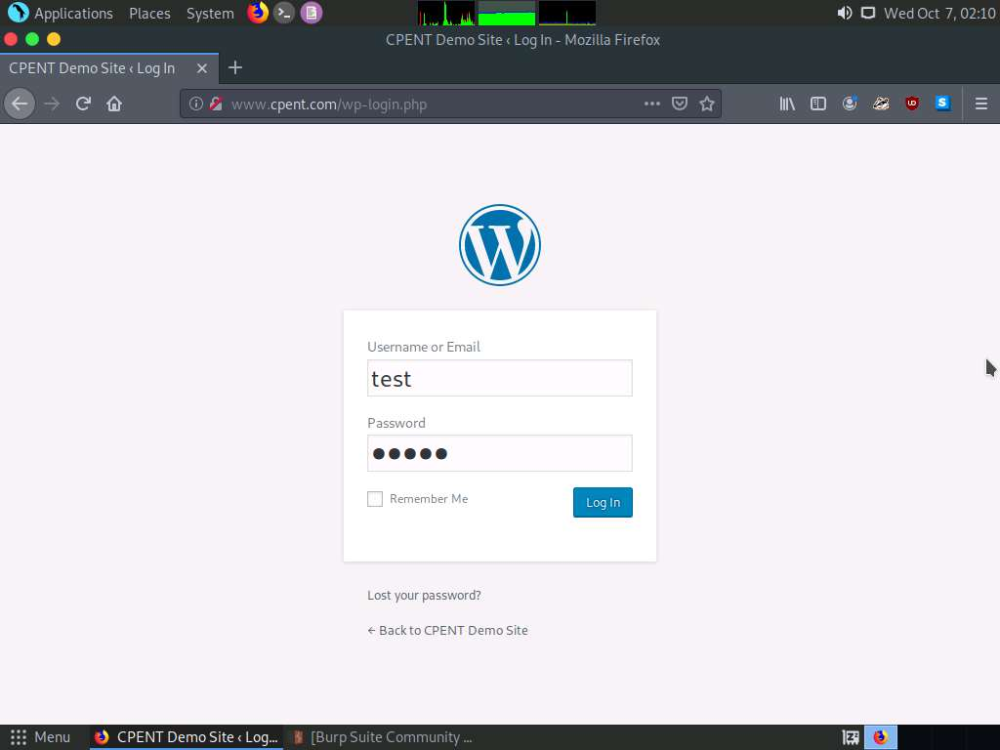 Applications Places System Wed Oct 7, 02:10
CPENT Demo Site ‹ Log In - Mozilla Firefox
CPENT Demo Site ‹ Log In
www.cpent.com/wp-login.php
Username or Email
test
Password
Remember Me
Log In
Lost your password?
← Back to CPENT Demo Site
Menu CPENT Demo Site ‹ Log... [Burp Suite Community ...